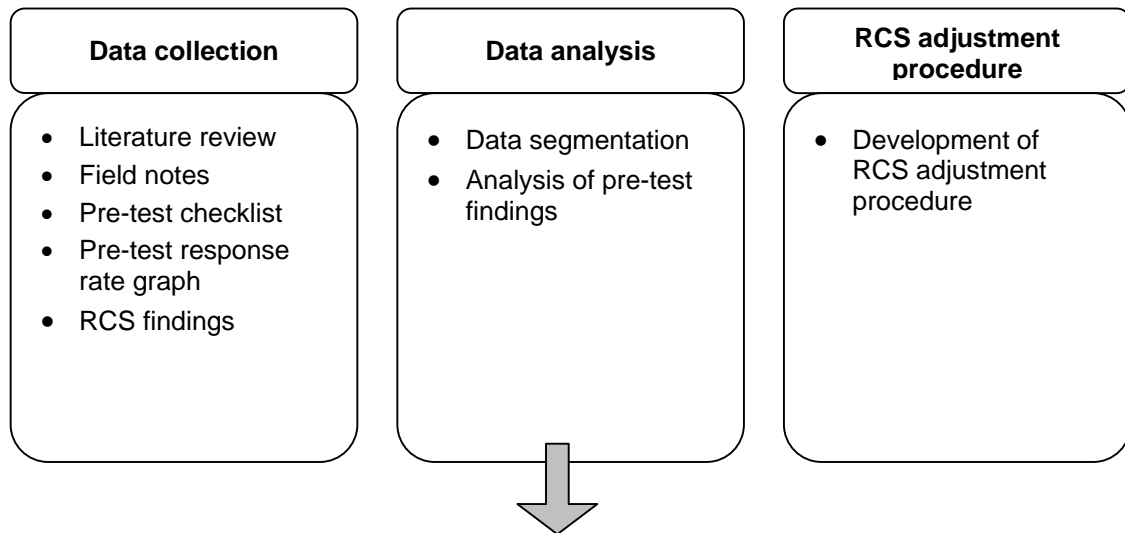 Data collection
• Literature review
• Field notes
• Pre-test checklist
• Pre-test response
rate graph
• RCS findings
Data analysis
• Data segmentation
• Analysis of pre-test
findings
RCS adjustment
procedure
• Development of
RCS adjustment
procedure